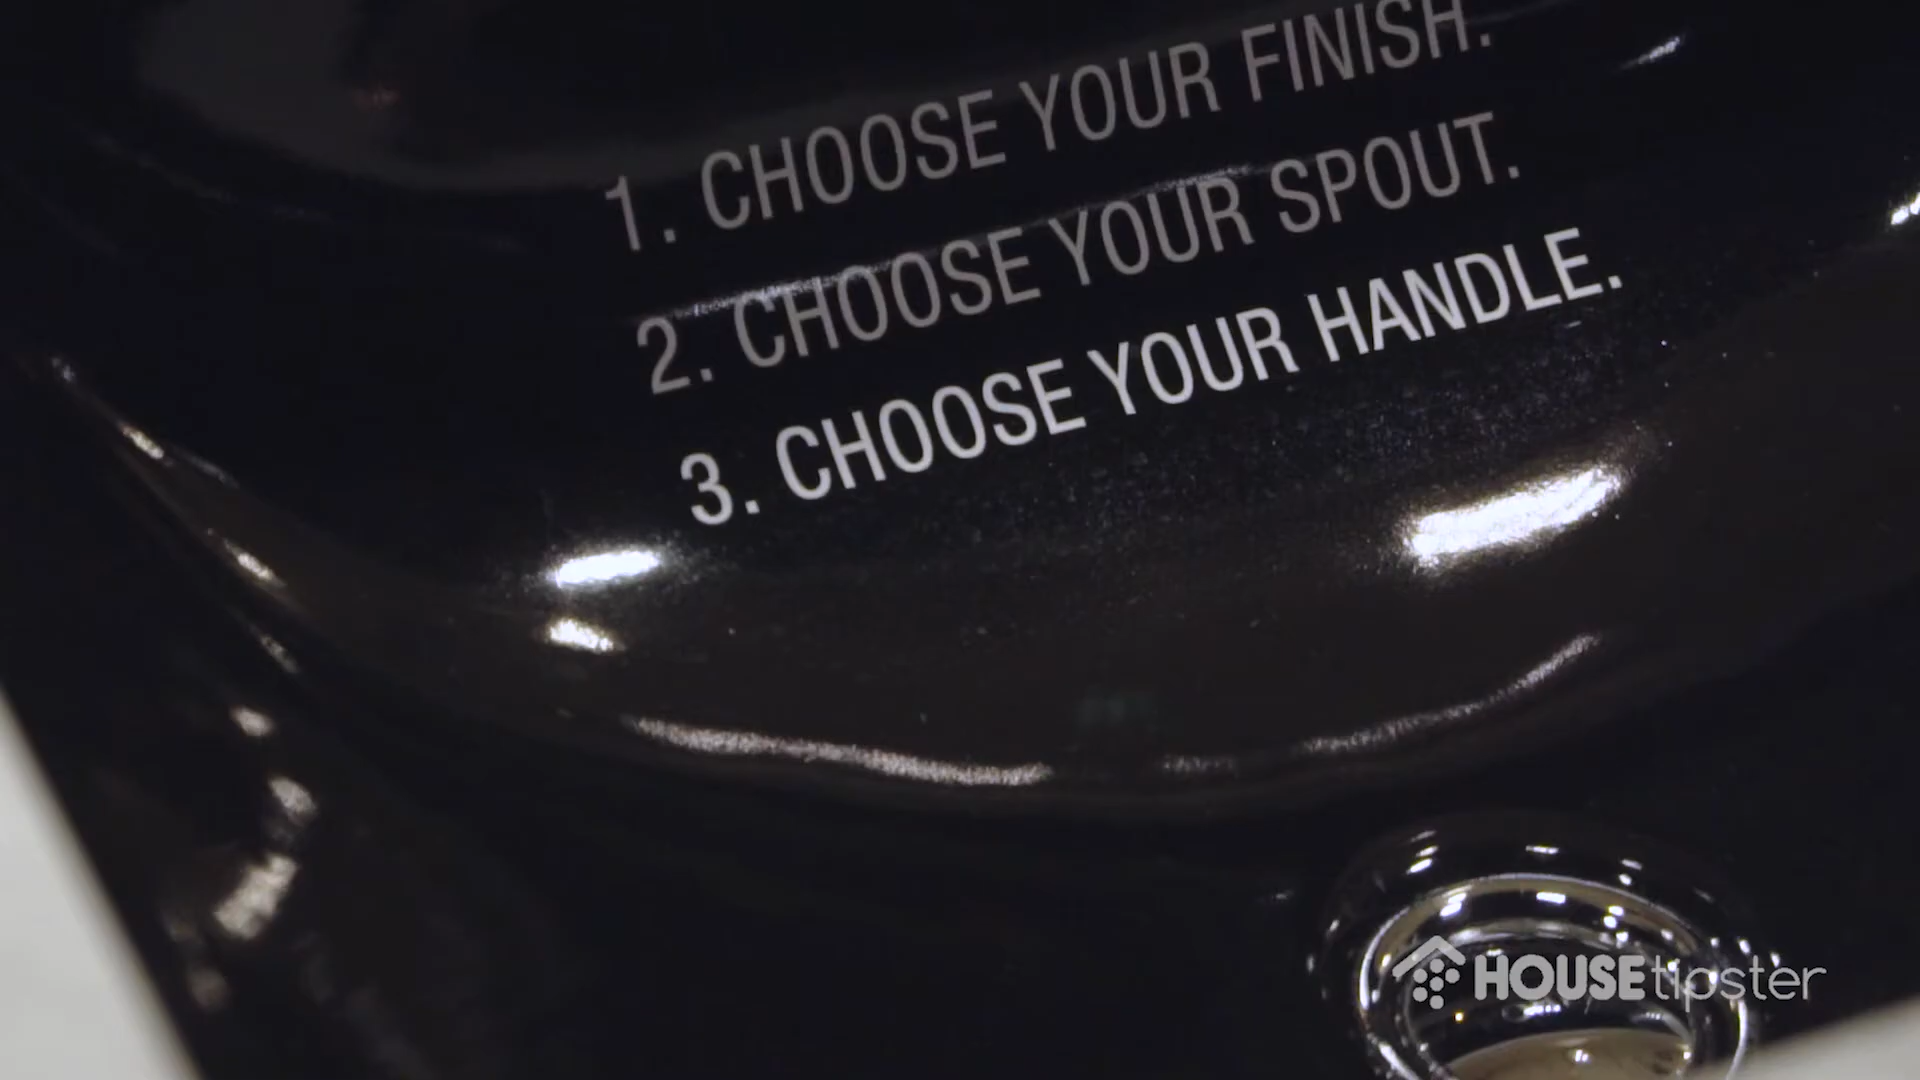 1. CHOOSE YOUR FINISH.
2. CHOOSE YOUR SPOUT.
3. CHOOSE YOUR HANDLE.
HOUSEtipster